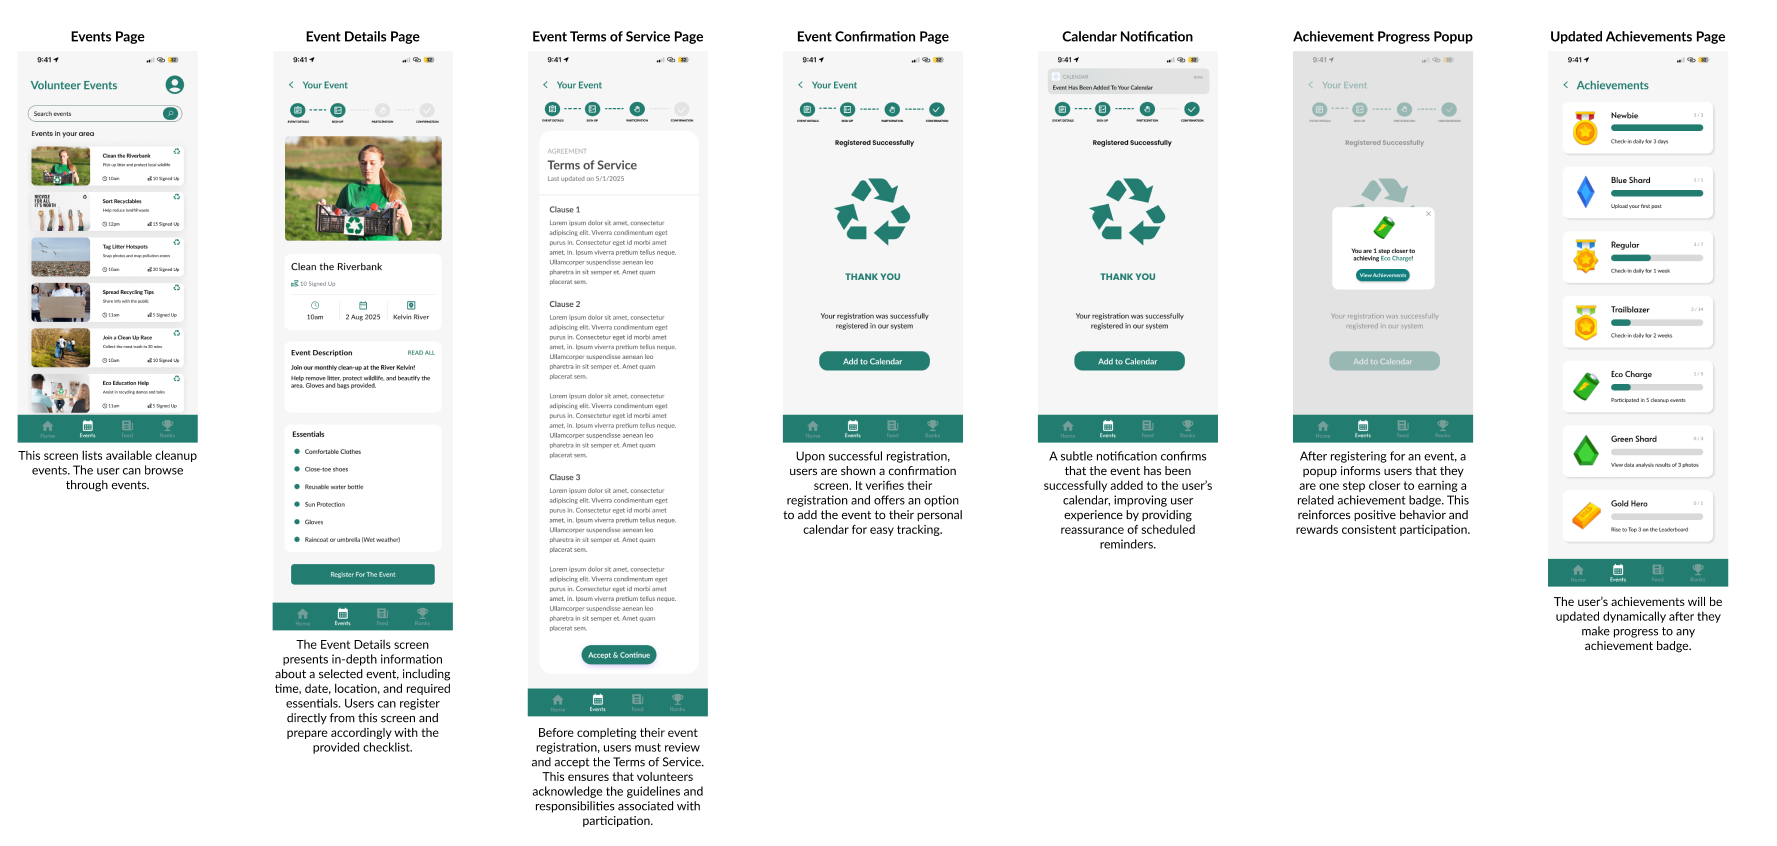 Events Page
9:41
Volunteer Events
Search events
Events in your area
Clean the Riverbank
Pick up litter and protect local wildlife
10am
10 Signed Up
RECYCLE
FOR ALL
IT'S WORTH
Sort Recyclables
Help reduce landfill waste
12pm
15 Signed Up
Tag Litter Hotspots
Snap photos and map pollution areas
10am
20 Signed Up
Spread Recycling Tips
Share info with the public
11am
5 Signed Up
Join a Clean Up Race
Collect the most trash in 30 mins
10am
10 Signed Up
Eco Education Help
Assist in recycling demos and talks
11am
5 Signed Up
Home
Events
Feed
Ranks
This screen lists available cleanup
events. The user can browse
through events.
Event Details Page
9:41
Your Event
EVENT DETAILS
SIGN UP
PARTICIPATION
CONFIRMATION
Clean the Riverbank
10 Signed Up
10am
2 Aug 2025
Kelvin River
Event Description
READ ALL
Join our monthly clean-up at the River Kelvin!
Help remove litter, protect wildlife, and beautify the
area. Gloves and bags provided.
Essentials
Comfortable Clothes
Close-toe shoes
Reusable water bottle
Sun Protection
Gloves
Raincoat or umbrella (Wet weather)
Register For The Event
Home
Events
Feed
Ranks
The Event Details screen
presents in-depth information
about a selected event, including
time, date, location, and required
essentials. Users can register
directly from this screen and
prepare accordingly with the
provided checklist.
Event Terms of Service Page
9:41
Your Event
EVENT DETAILS
SIGN UP
PARTICIPATION
CONFIRMATION
AGREEMENT
Terms of Service
Last updated on 5/1/2025
Clause 1
Lorem ipsum dolor sit amet, consectetur
adipiscing elit. Viverra condimentum eget
purus in. Consectetur eget id morbi amet
amet, in. Ipsum viverra pretium tellus neque.
Ullamcorper suspendisse aenean leo
pharetra in sit semper et. Amet quam
placerat sem.
Clause 2
Lorem ipsum dolor sit amet, consectetur
adipiscing elit. Viverra condimentum eget
purus in. Consectetur eget id morbi amet
amet, in. Ipsum viverra pretium tellus neque.
Ullamcorper suspendisse aenean leo
pharetra in sit semper et. Amet quam
placerat sem.
Lorem ipsum dolor sit amet, consectetur
adipiscing elit. Viverra condimentum eget
purus in. Consectetur eget id morbi amet
amet, in. Ipsum viverra pretium tellus neque.
Ullamcorper suspendisse aenean leo
pharetra in sit semper et. Amet quam
placerat sem.
Clause 3
Lorem ipsum dolor sit amet, consectetur
adipiscing elit. Viverra condimentum eget
purus in. Consectetur eget id morbi amet
amet, in. Ipsum viverra pretium tellus neque.
Ullamcorper suspendisse aenean leo
pharetra in sit semper et. Amet quam
placerat sem.
Lorem ipsum dolor sit amet, consectetur
adipiscing elit. Viverra condimentum eget
purus in. Consectetur eget id morbi amet
amet, in. Ipsum viverra pretium tellus neque.
Ullamcorper suspendisse aenean leo
pharetra in sit semper et. Amet quam
placerat sem.
Accept & Continue
Home
Events
Feed
Ranks
Before completing their event
registration, users must review
and accept the Terms of Service.
This ensures that volunteers
acknowledge the guidelines and
responsibilities associated with
participation.
Event Confirmation Page
9:41
Your Event
EVENT DETAILS
SIGN UP
PARTICIPATION
CONFIRMATION
Registered Successfully
THANK YOU
Your registration was successfully
registered in our system
Add to Calendar
Home
Events
Feed
Ranks
Upon successful registration,
users are shown a confirmation
screen. It verifies their
registration and offers an option
to add the event to their personal
calendar for easy tracking.
Calendar Notification
9:41
CALENDAR
now
Event Has Been Added To Your Calendar
EVENT DETAILS
SIGN UP
PARTICIPATION
CONFIRMATION
Registered Successfully
THANK YOU
Your registration was successfully
registered in our system
Add to Calendar
Home
Events
Feed
Ranks
A subtle notification confirms
that the event has been
successfully added to the user's
calendar, improving user
experience by providing
reassurance of scheduled
reminders.
Achievement Progress Popup
9:41
Your Event
EVENT DETAILS
SIGN UP
PARTICIPATION
CONFIRMATION
Registered Successfully
You are 1 step closer to
achieving Eco Charge!
View Achievements
Your registration was successfully
registered in our system
Add to Calendar
Home
Events
Feed
Ranks
After registering for an event, a
popup informs users that they
are one step closer to earning a
related achievement badge. This
reinforces positive behavior and
rewards consistent participation.
Updated Achievements Page
9:41
Achievements
Newbie
3 / 3
Check-in daily for 3 days
Blue Shard
Upload your first post
Regular
3 / 7
Check-in daily for 1 week
Trailblazer
2 / 14
Check-in daily for 2 weeks
Eco Charge
1 / 5
Participated in 5 cleanup events
Green Shard
0 / 3
View data analysis results of 3 photos
Gold Hero
0 / 1
Rise to Top 3 on the Leaderboard
Home
Events
Feed
Ranks
The user's achievements will be
updated dynamically after they
make progress to any
achievement badge.